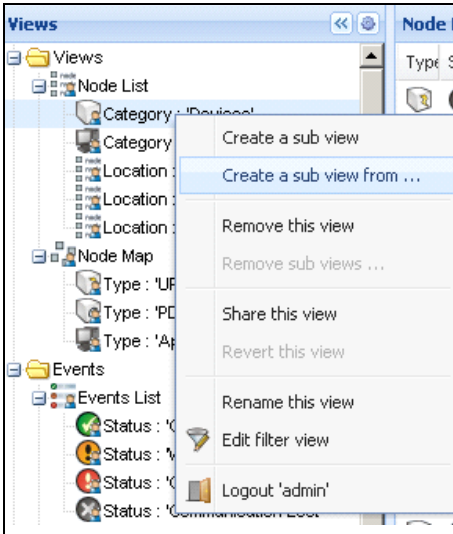 Views
Node
Type S
Views
Node List
Category : 'Devices'
Category
Location :
Location :
Location :
Node Map
Type : 'UP
Type : 'PD
Type : 'Ap
Events
Events List
Status : 'C
Status : 'W
Status : 'C
Status : 'Communication Lost'
Create a sub view
Create a sub view from ...
Remove this view
Remove sub views ...
Share this view
Revert this view
Rename this view
Edit filter view
Logout 'admin'